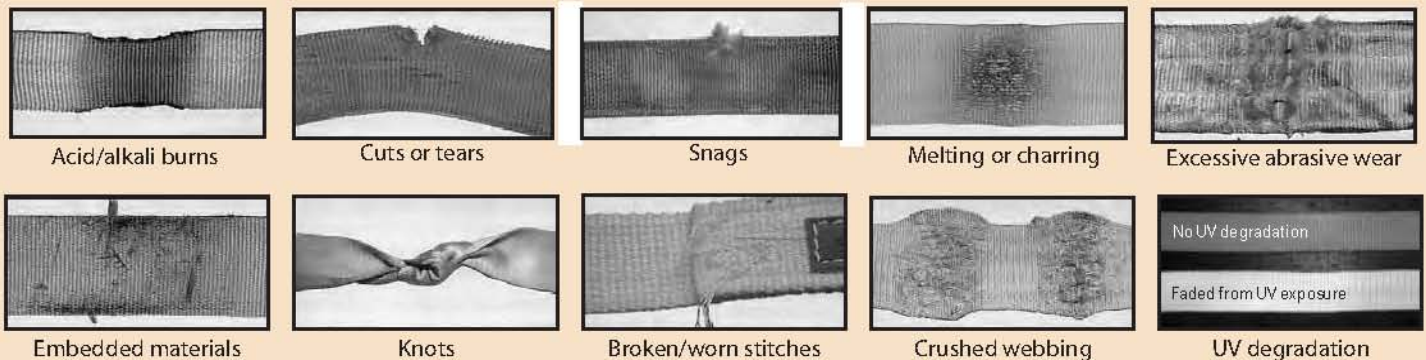 Acid/alkali burns
Cuts or tears
Snags
Melting or charring
Excessive abrasive wear
No UV degradation
Faded from UV exposure
Embedded materials
Knots
Broken/worn stitches
Crushed webbing
UV degradation